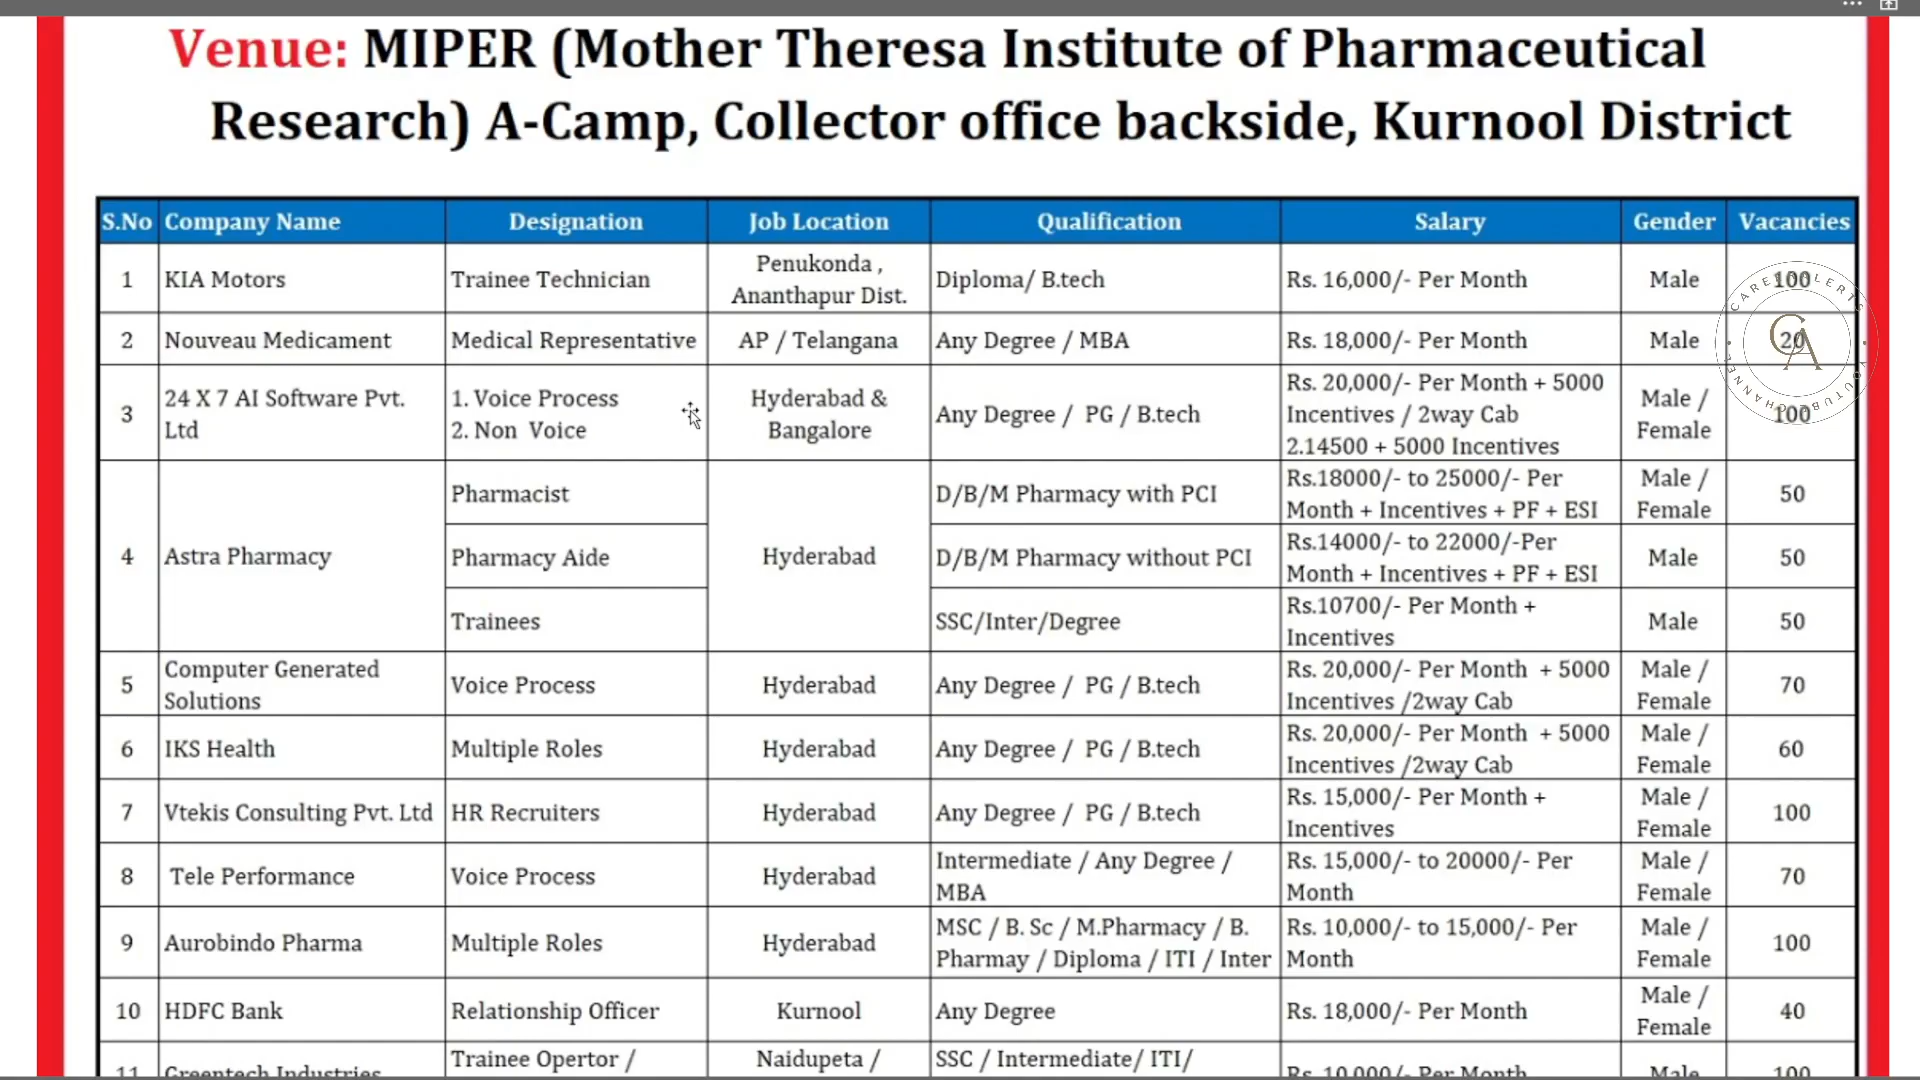 Venue: MIPER (Mother Theresa Institute of Pharmaceutical
Research) A-Camp, Collector office backside, Kurnool District
S.No Company Name Designation Job Location Qualification Salary Gender Vacancies
1 KIA Motors Trainee Technician Penukonda , Ananthapur Dist. Diploma/ B.tech Rs. 16,000/- Per Month Male 100
2 Nouveau Medicament Medical Representative AP / Telangana Any Degree / MBA Rs. 18,000/- Per Month Male 20
3 24 X 7 AI Software Pvt. Ltd 1. Voice Process 2. Non Voice Hyderabad & Bangalore Any Degree / PG / B.tech Rs. 20,000/- Per Month + 5000 Incentives / 2way Cab 2.14500 + 5000 Incentives Male / Female 100
4 Astra Pharmacy Pharmacist Hyderabad D/B/M Pharmacy with PCI Rs.18000/- to 25000/- Per Month + Incentives + PF + ESI Male / Female 50
Pharmacy Aide D/B/M Pharmacy without PCI Rs.14000/- to 22000/-Per Month + Incentives + PF + ESI Male 50
Trainees SSC/Inter/Degree Rs.10700/- Per Month + Incentives Male 50
5 Computer Generated Solutions Voice Process Hyderabad Any Degree / PG / B.tech Rs. 20,000/- Per Month + 5000 Incentives /2way Cab Male / Female 70
6 IKS Health Multiple Roles Hyderabad Any Degree / PG / B.tech Rs. 20,000/- Per Month + 5000 Incentives /2way Cab Male / Female 60
7 Vtekis Consulting Pvt. Ltd HR Recruiters Hyderabad Any Degree / PG / B.tech Rs. 15,000/- Per Month + Incentives Male / Female 100
8 Tele Performance Voice Process Hyderabad Intermediate / Any Degree / MBA Rs. 15,000/- to 20000/- Per Month Male / Female 70
9 Aurobindo Pharma Multiple Roles Hyderabad MSC / B. Sc / M.Pharmacy / B. Pharmay / Diploma / ITI / Inter Rs. 10,000/- to 15,000/- Per Month Male / Female 100
10 HDFC Bank Relationship Officer Kurnool Any Degree Rs. 18,000/- Per Month Male / Female 40
11 Greentech Industries Trainee Opertor / Naidupeta / SSC / Intermediate/ ITI/ Rs. 10,000/- Per Month Male 100
CA